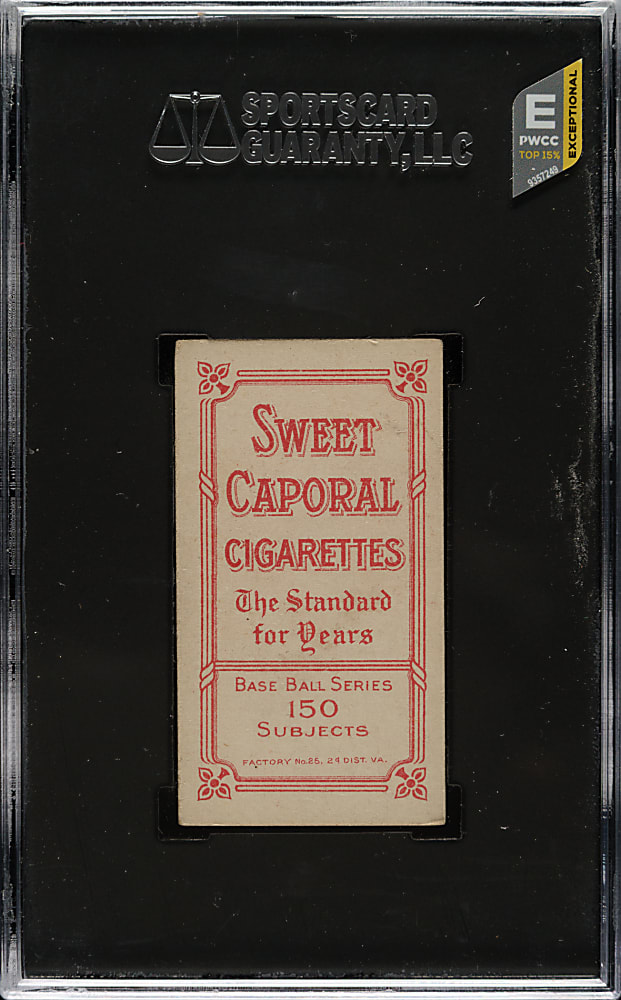 SPORTSCARD
GUARANTY, LLC
E
PWCC
TOP 15%
EXCEPTIONAL
9357249
SWEET
CAPORAL
CIGARETTES
The Standard
for Years
BASE BALL SERIES
150
SUBJECTS
FACTORY No.25, 2d DIST. VA.